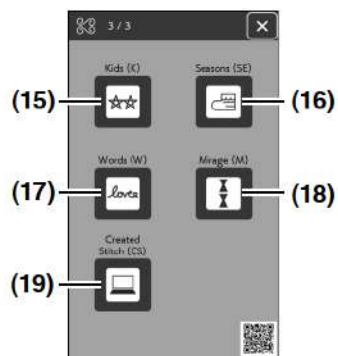 3 / 3
Kids (K)
Seasons (SE)
(15)
(16)
Words (W)
Mirage (M)
(17)
love
(18)
Created
Stitch (CS)
(19)